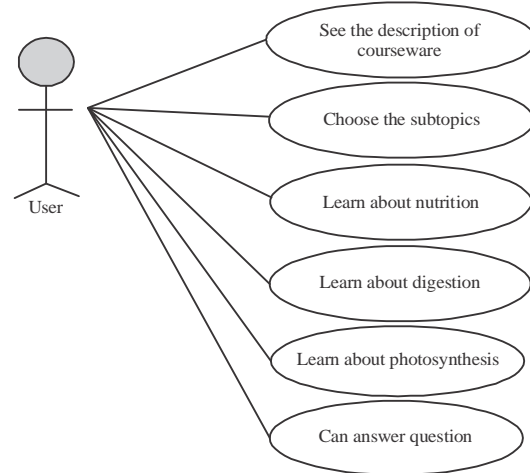 See the description of
courseware
Choose the subtopics
Learn about nutrition
User
Learn about digestion
Learn about photosynthesis
Can answer question